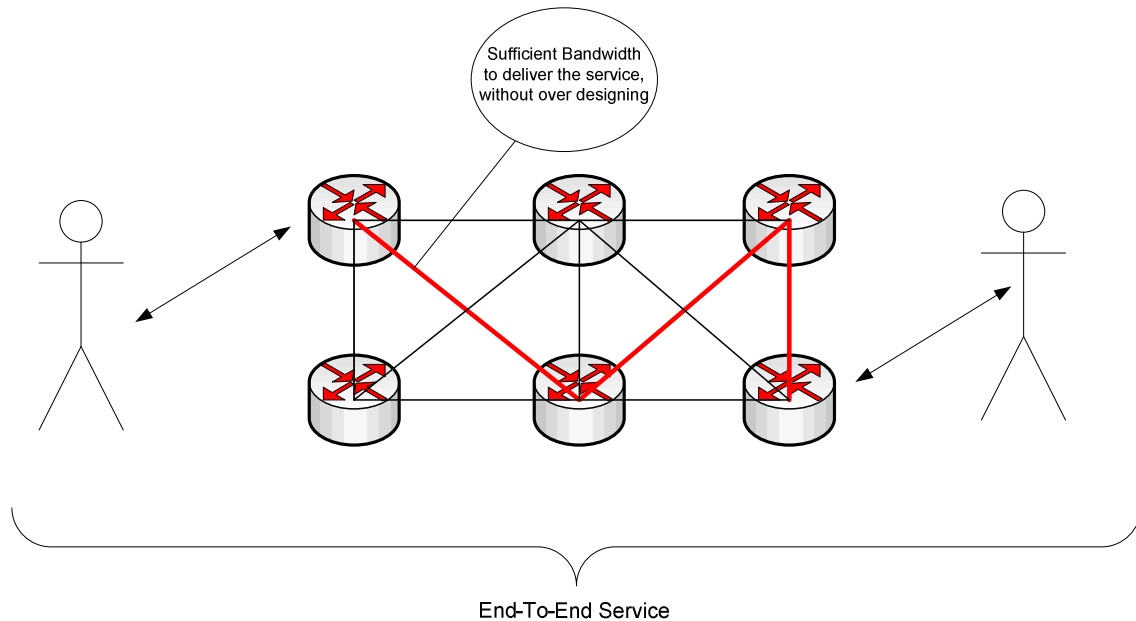 Sufficient Bandwidth
to deliver the service,
without over designing
End-To-End Service